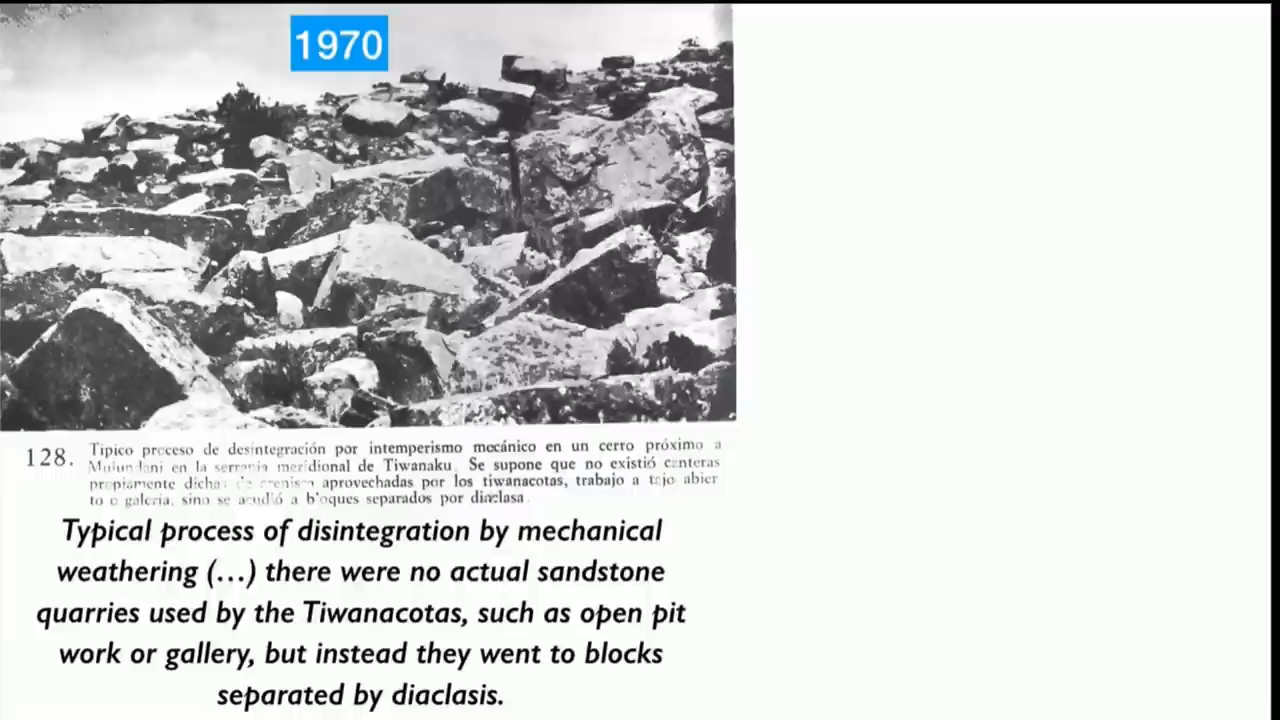 1970
128. Típico proceso de desintegración por intemperismo mecánico en un cerro próximo a
en la meridional de Tiwanaku. Se supone que no existió canteras
propiamente dichas aprovechadas por los tiwanacotas, trabajo a tajo abier
to o galería, sino se acudió a bloques separados por diaclasa.
Typical process of disintegration by mechanical
weathering (...) there were no actual sandstone
quarries used by the Tiwanacotas, such as open pit
work or gallery, but instead they went to blocks
separated by diaclasis.